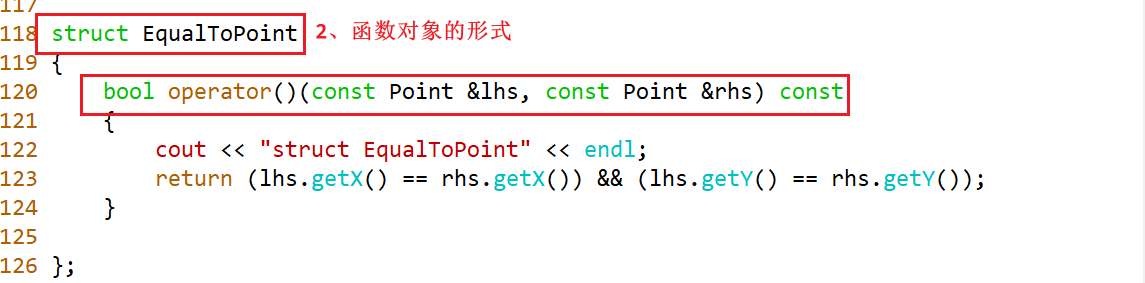 117
118 struct EqualToPoint 2、函数对象的形式
119 {
120 bool operator()(const Point &lhs, const Point &rhs) const
121 {
122 cout << "struct EqualToPoint" << endl;
123 return (lhs.getX() == rhs.getX()) && (lhs.getY() == rhs.getY());
124 }
125
126 };